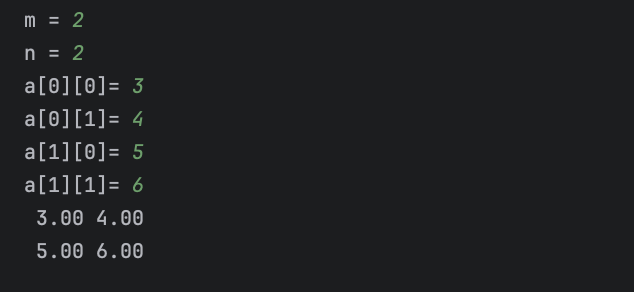 m = 2
n = 2
a[0][0]= 3
a[0][1]= 4
a[1][0]= 5
a[1][1]= 6
3.00 4.00
5.00 6.00